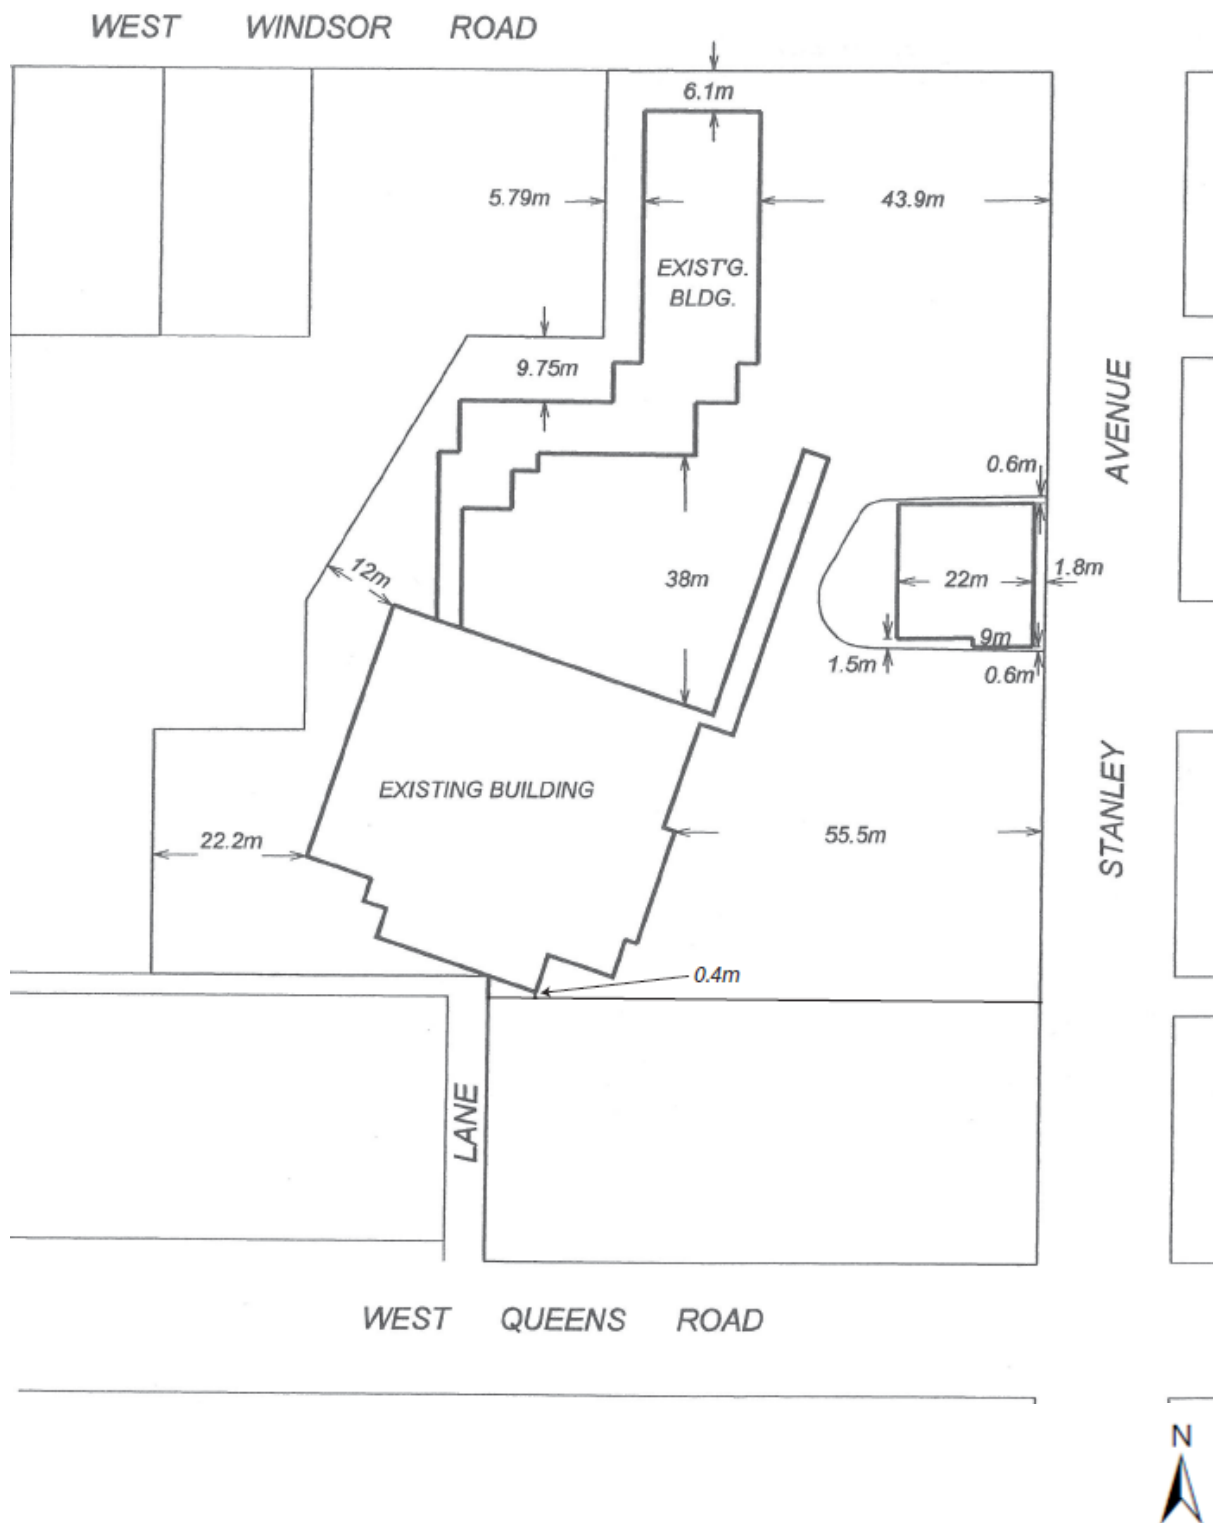 WEST WINDSOR ROAD
6.1m
5.79m
43.9m
EXIST'G.
BLDG.
9.75m
AVENUE
0.6m
12m
38m
22m
1.8m
9m
1.5m
0.6m
EXISTING BUILDING
STANLEY
22.2m
55.5m
0.4m
LANE
WEST QUEENS ROAD
N